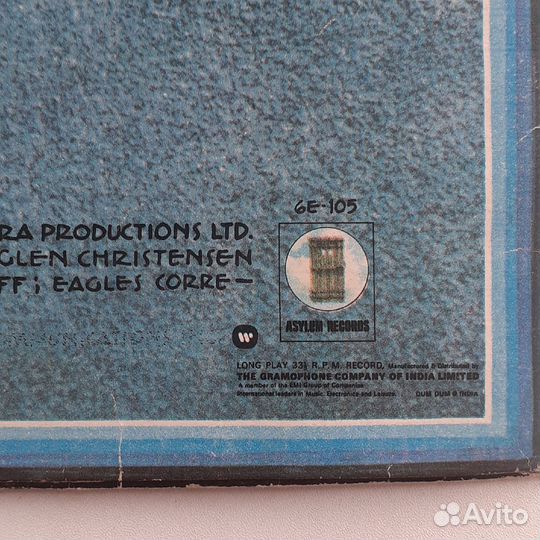 6E-105
RA PRODUCTIONS LTD.
GLEN CHRISTENSEN
FF; EAGLES CORRE-
ASYLUM RECORDS
LONG PLAY 33⅓ R.P.M. RECORD, Manufactured & Distributed by
THE GRAMOPHONE COMPANY OF INDIA LIMITED
A member of the EMI Group of Companies
International leaders in Music, Electronics and Leisure.
DUM DUM ● INDIA
Avito